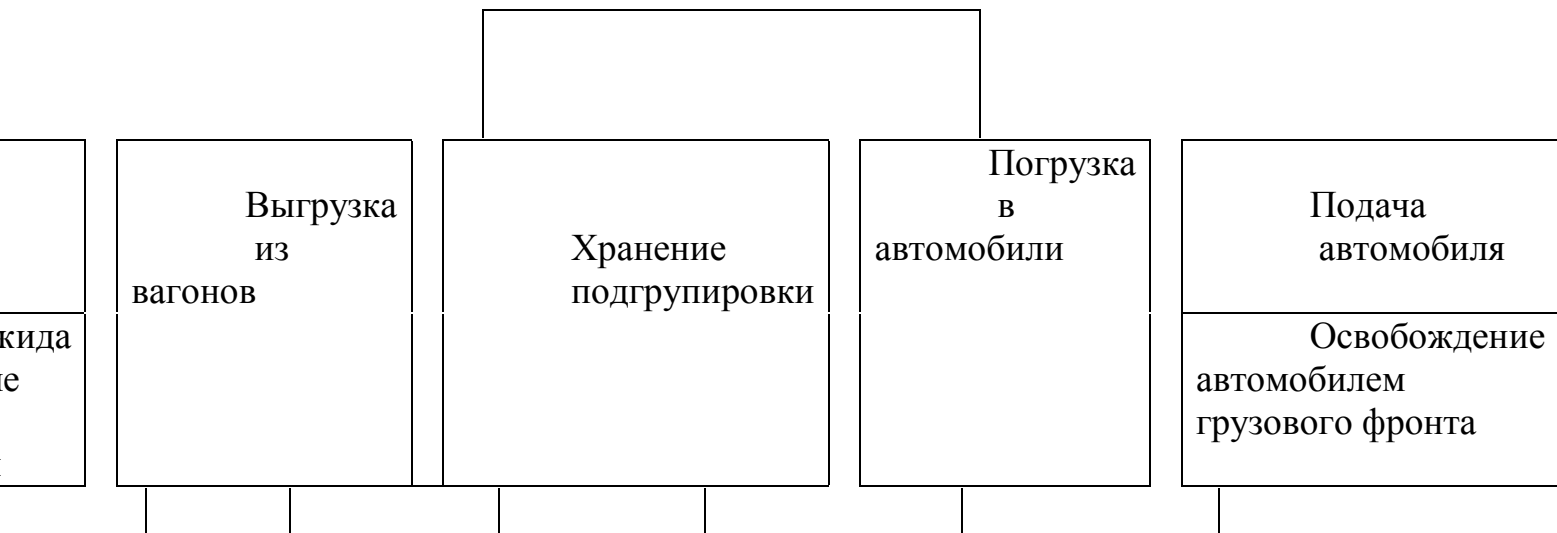 Выгрузка
из
вагонов
Хранение
подгрупировки
Погрузка
в
автомобили
Подача
автомобиля
Освобождение
автомобилем
грузового фронта